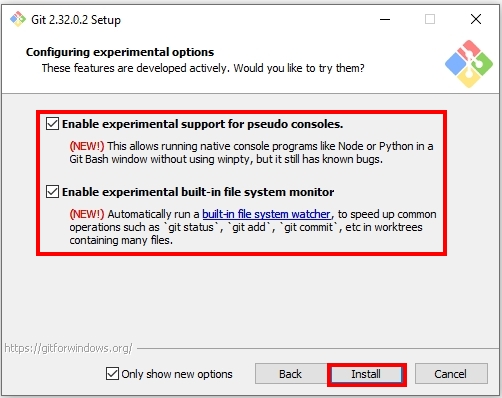 Git 2.32.0.2 Setup
Configuring experimental options
These features are developed actively. Would you like to try them?
Enable experimental support for pseudo consoles.
(NEW!) This allows running native console programs like Node or Python in a
Git Bash window without using winpty, but it still has known bugs.
Enable experimental built-in file system monitor
(NEW!) Automatically run a built-in file system watcher, to speed up common
operations such as `git status`, `git add`, `git commit`, etc in worktrees
containing many files.
https://gitforwindows.org/
Only show new options
Back
Install
Cancel